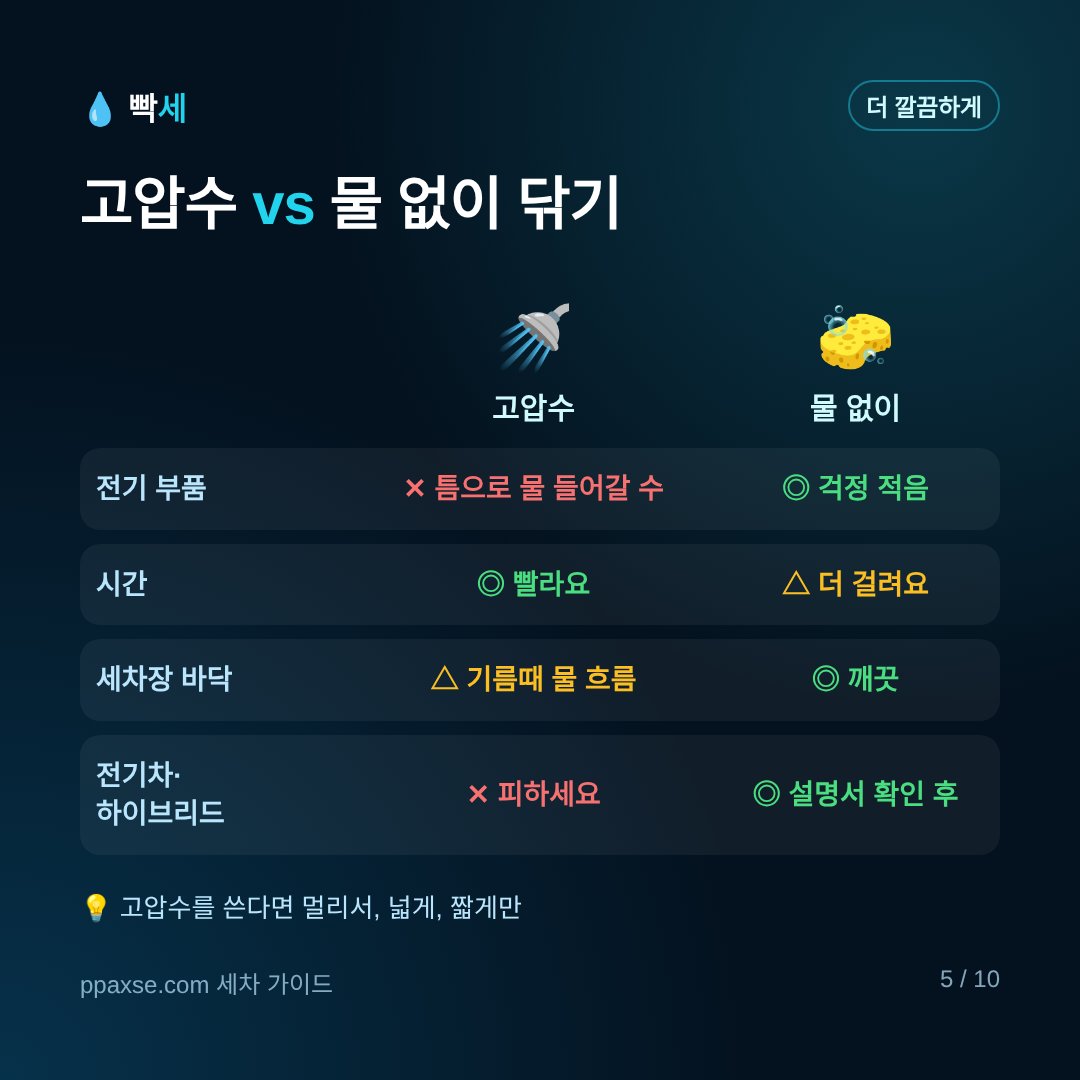 빡세
더 깔끔하게
고압수 vs 물 없이 닦기
고압수
물 없이
전기 부품
✕ 틈으로 물 들어갈 수
◎ 걱정 적음
시간
◎ 빨라요
△ 더 걸려요
세차장 바닥
△ 기름때 물 흐름
◎ 깨끗
전기차·
하이브리드
✕ 피하세요
◎ 설명서 확인 후
고압수를 쓴다면 멀리서, 넓게, 짧게만
ppaxse.com 세차 가이드
5 / 10